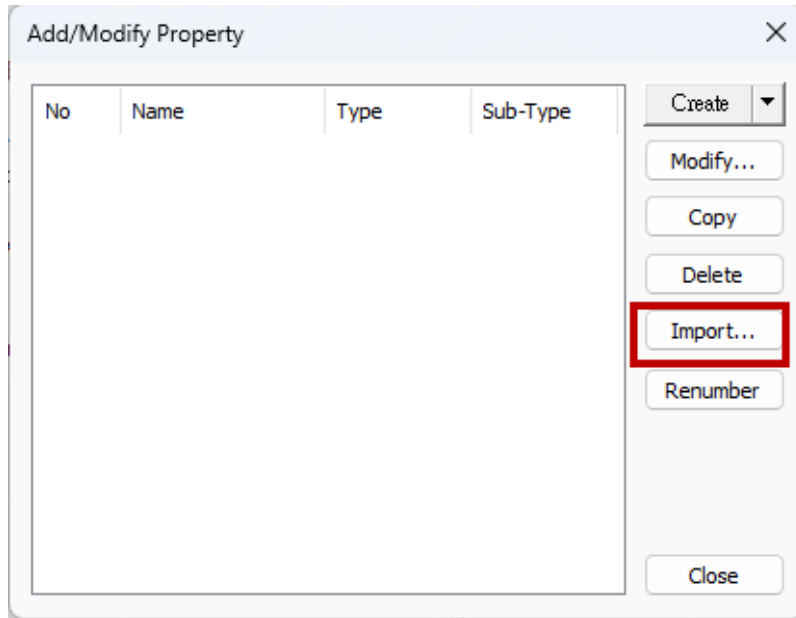 Add/Modify Property
No Name Type Sub-Type
Create
Modify...
Copy
Delete
Import...
Renumber
Close